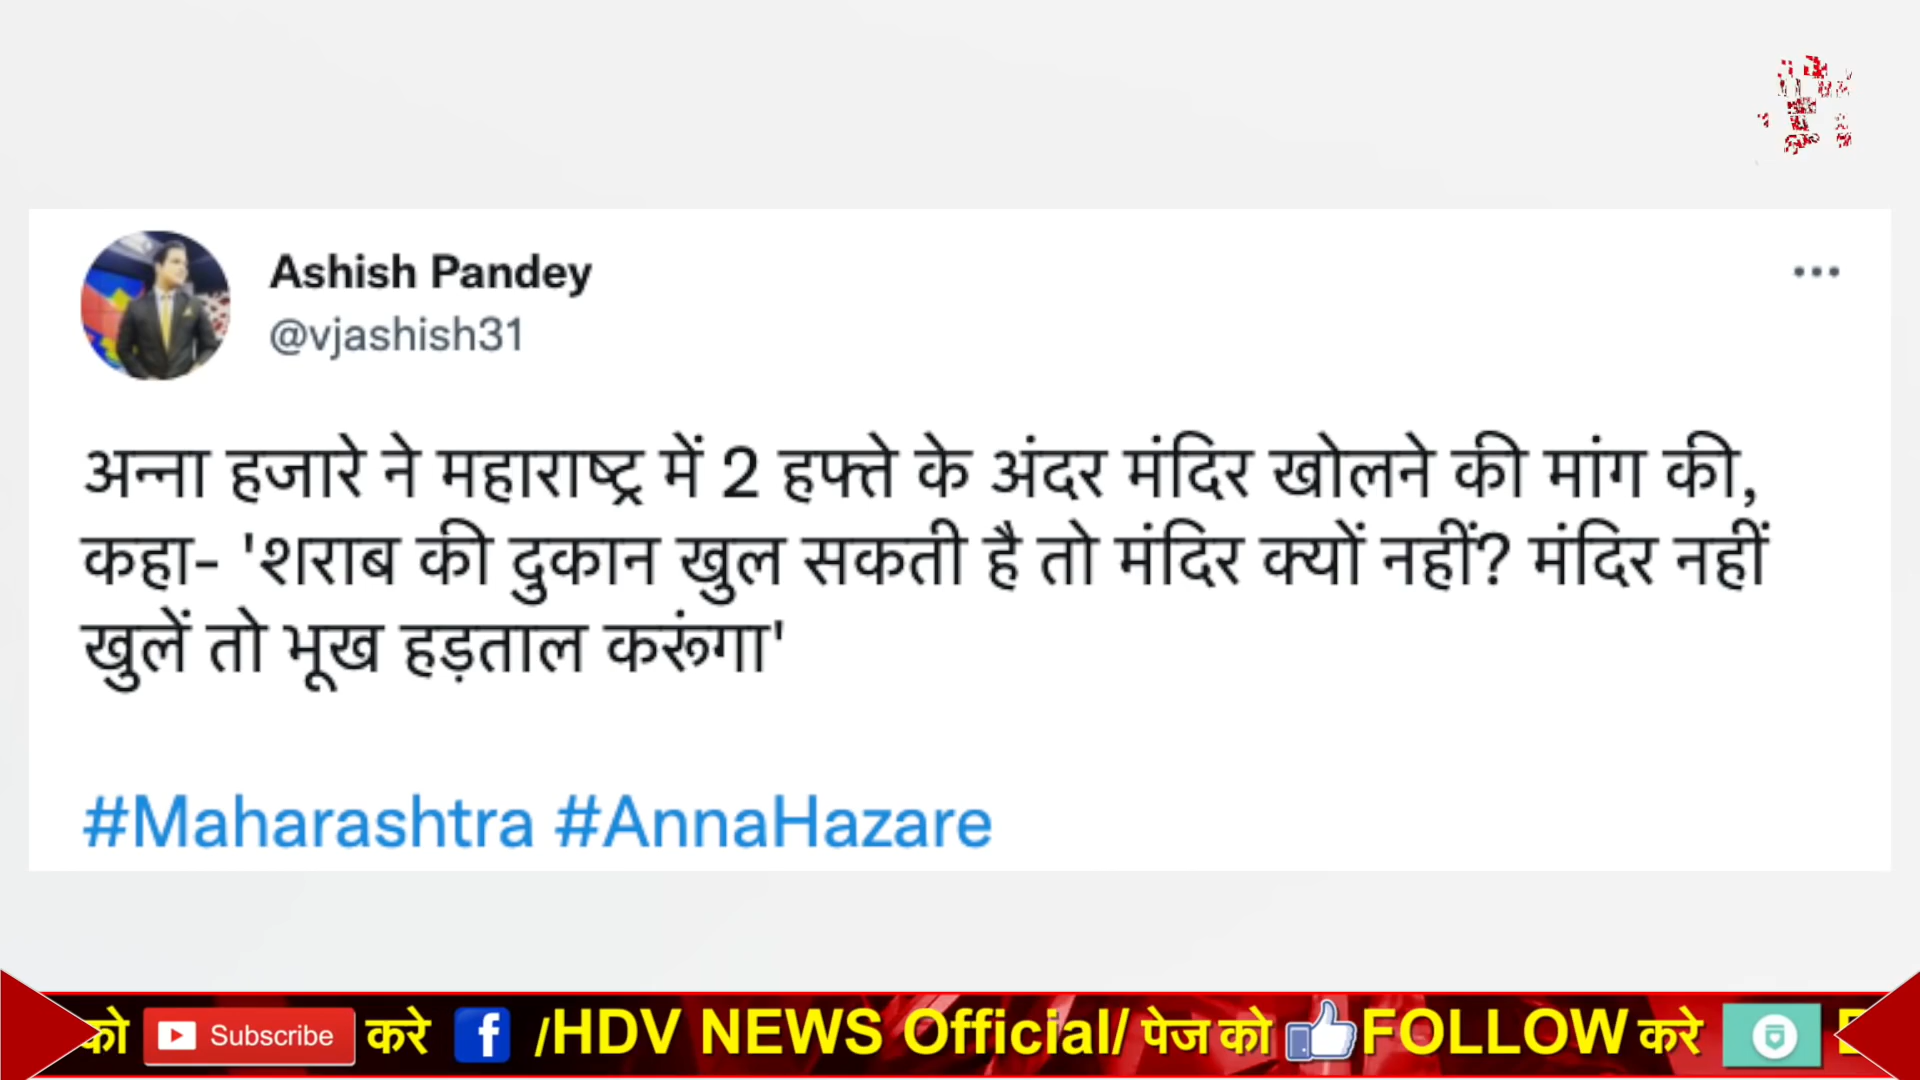 Ashish Pandey
@vjashish31
अन्ना हजारे ने महाराष्ट्र में 2 हफ्ते के अंदर मंदिर खोलने की मांग की,
कहा- 'शराब की दुकान खुल सकती है तो मंदिर क्यों नहीं? मंदिर नहीं
खुलें तो भूख हड़ताल करूंगा'
#Maharashtra #AnnaHazare
को Subscribe करे f /HDV NEWS Official/ पेज को FOLLOW करे